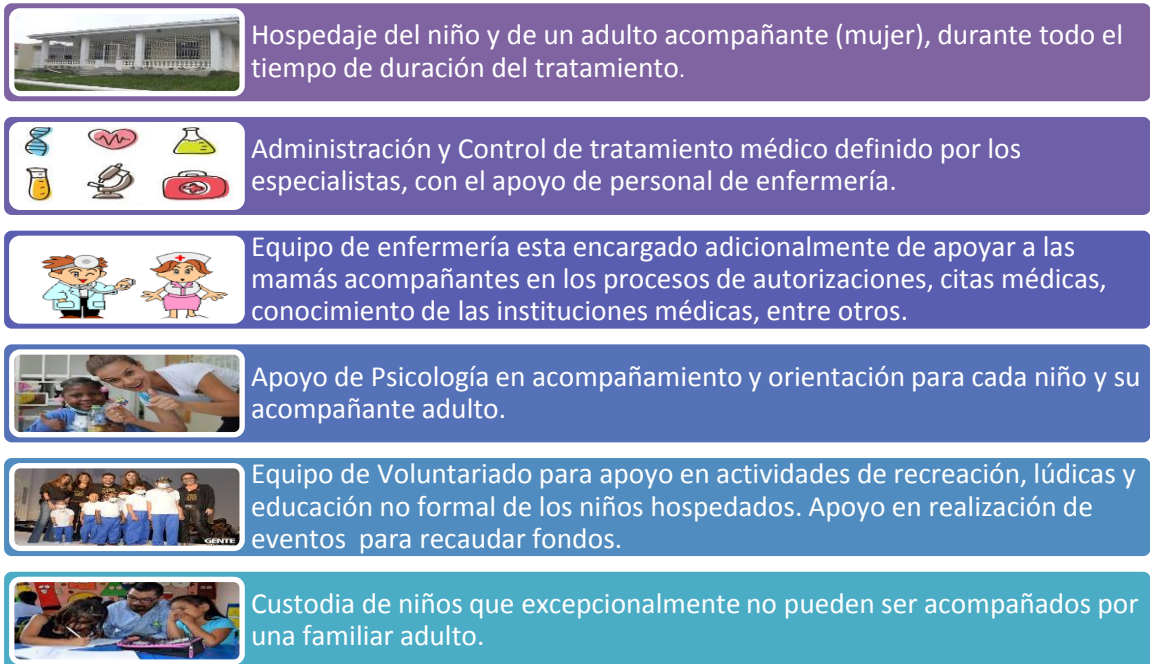 Hospedaje del niño y de un adulto acompañante (mujer), durante todo el
tiempo de duración del tratamiento.
Administración y Control de tratamiento médico definido por los
especialistas, con el apoyo de personal de enfermería.
Equipo de enfermería esta encargado adicionalmente de apoyar a las
mamás acompañantes en los procesos de autorizaciones, citas médicas,
conocimiento de las instituciones médicas, entre otros.
Apoyo de Psicología en acompañamiento y orientación para cada niño y su
acompañante adulto.
Equipo de Voluntariado para apoyo en actividades de recreación, lúdicas y
educación no formal de los niños hospedados. Apoyo en realización de
eventos para recaudar fondos.
GENTE
Custodia de niños que excepcionalmente no pueden ser acompañados por
una familiar adulto.